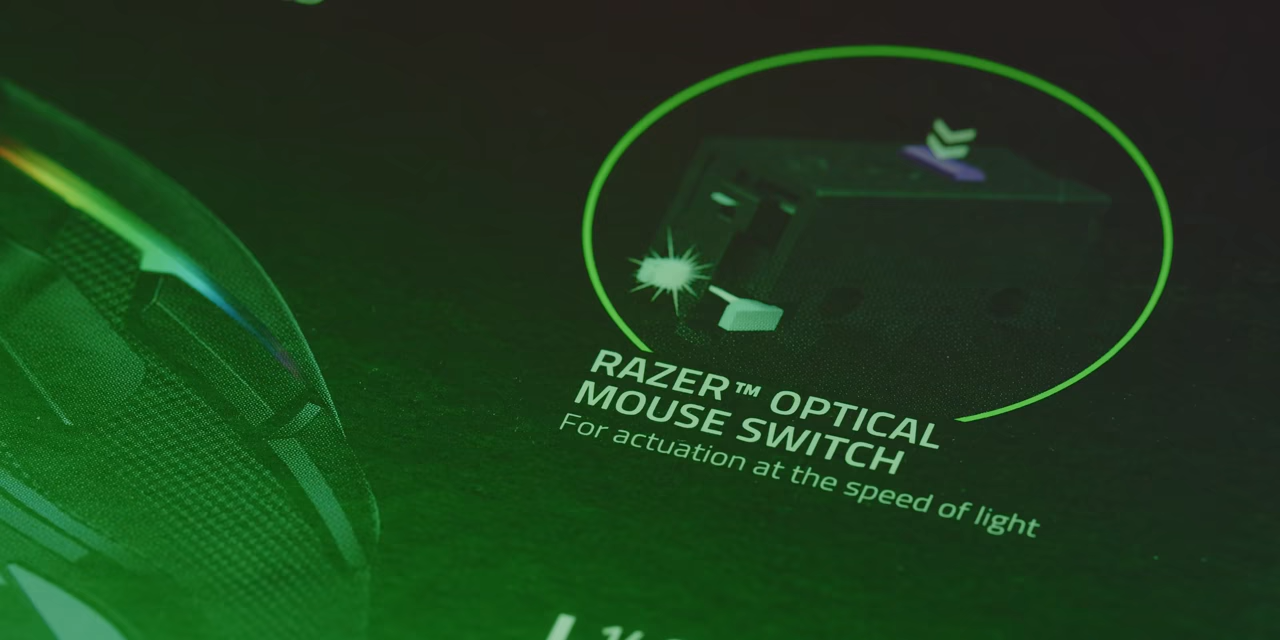 RAZER™ OPTICAL
MOUSE SWITCH
For actuation at the speed of light